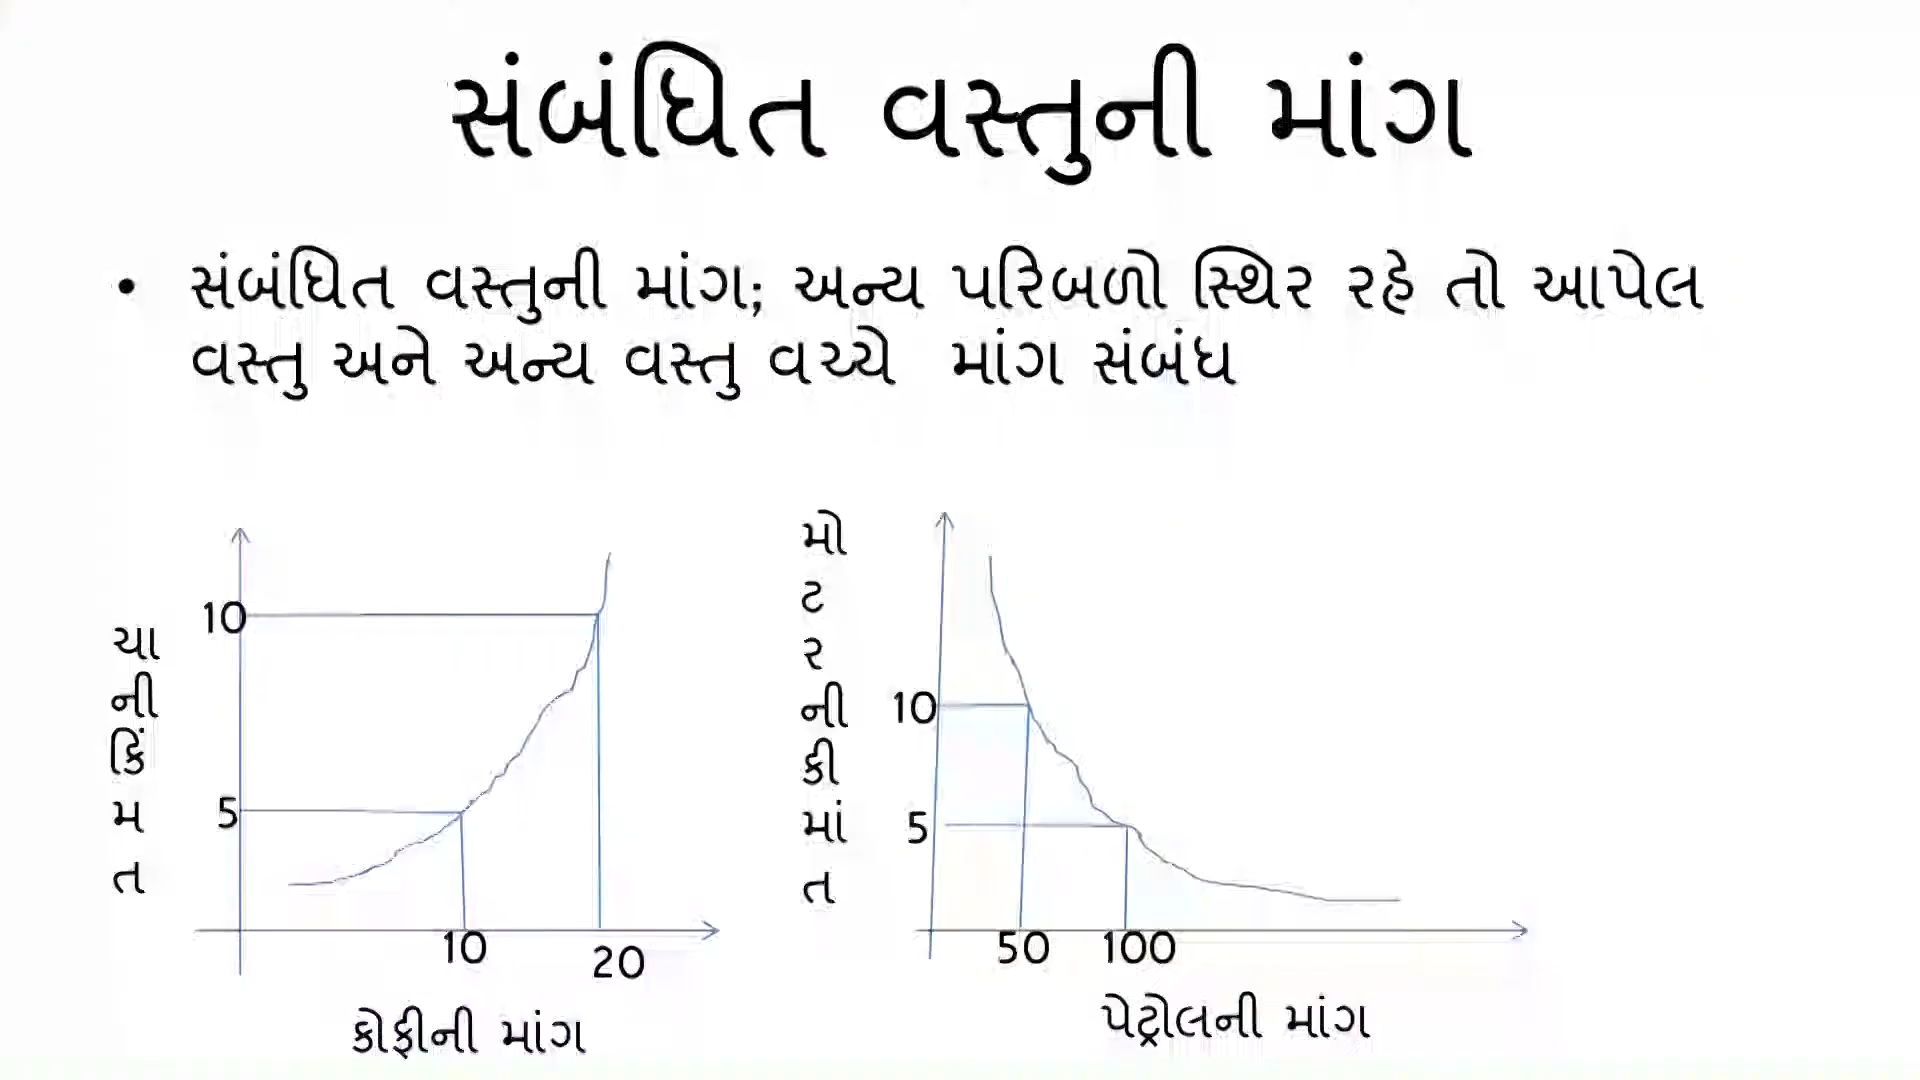 સંબંધિત વસ્તુની માંગ
• સંબંધિત વસ્તુની માંગ; અન્ય પરિબળો સ્થિર રહે તો આપેલ
વસ્તુ અને અન્ય વસ્તુ વચ્ચે માંગ સંબંધ
ચા
ની
કિં
મ
ત
10
5
10
20
કોફીની માંગ
મો
ટ
ર
ની
કી
માં
ત
10
5
50
100
પેટ્રોલની માંગ